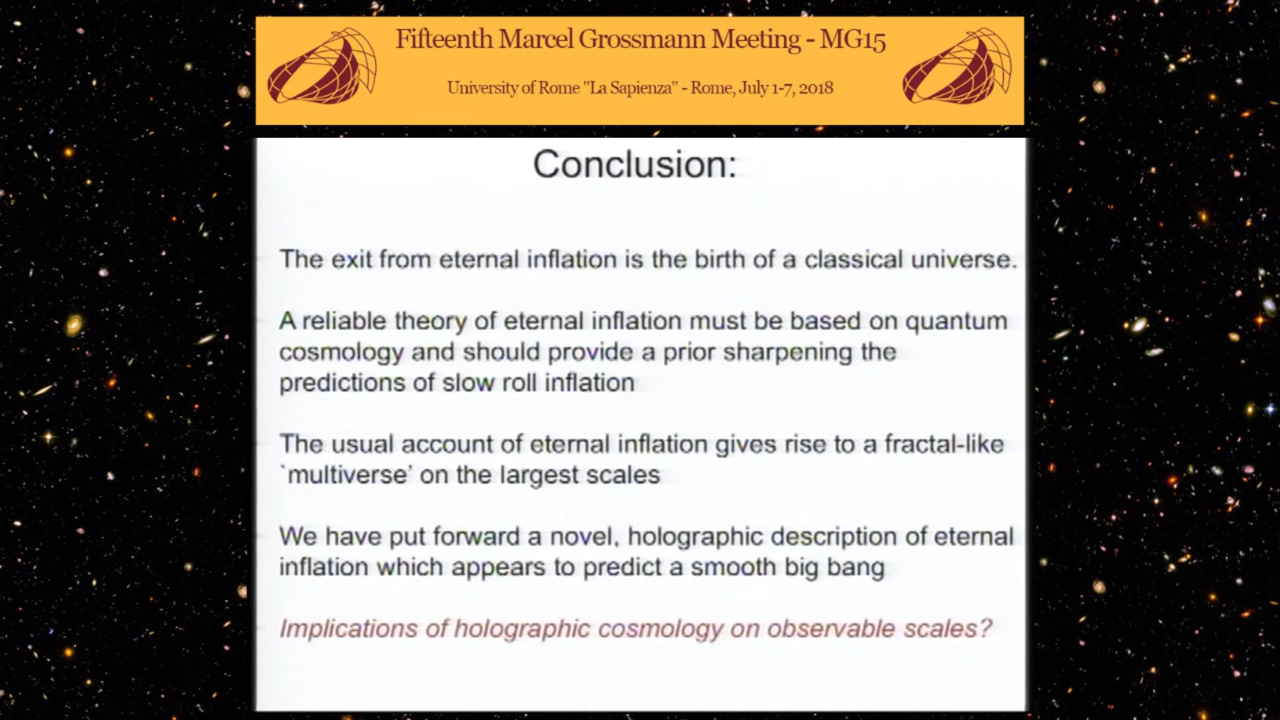 Fifteenth Marcel Grossmann Meeting - MG15
University of Rome "La Sapienza" - Rome, July 1-7, 2018
Conclusion:
The exit from eternal inflation is the birth of a classical universe.
A reliable theory of eternal inflation must be based on quantum
cosmology and should provide a prior sharpening the
predictions of slow roll inflation
The usual account of eternal inflation gives rise to a fractal-like
`multiverse’ on the largest scales
We have put forward a novel, holographic description of eternal
inflation which appears to predict a smooth big bang
Implications of holographic cosmology on observable scales?